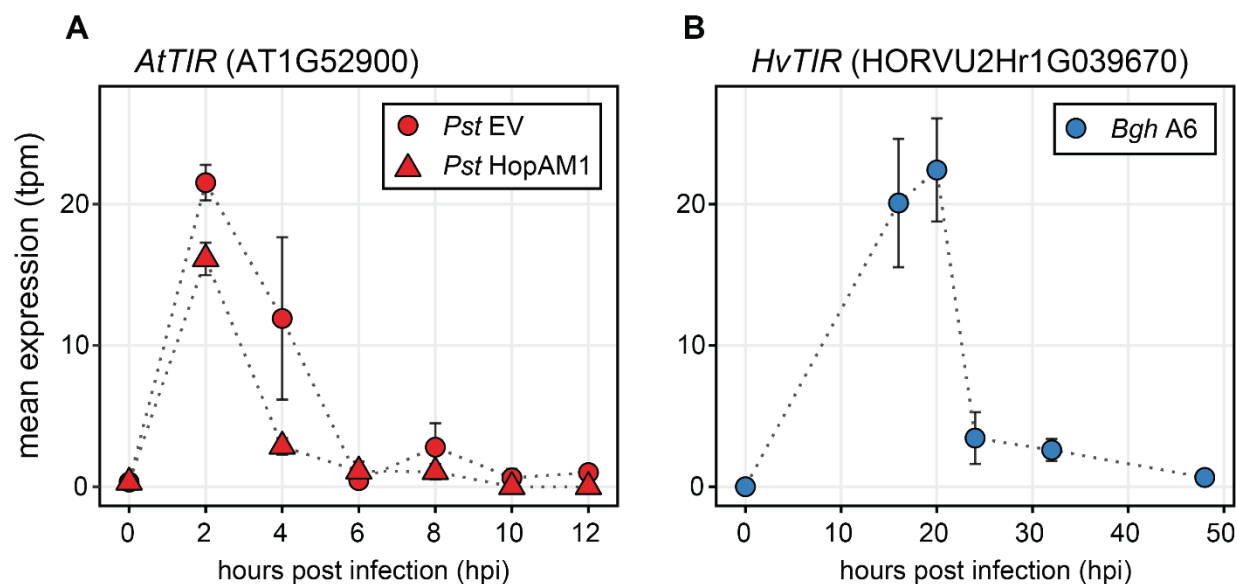 A
AtTIR (AT1G52900)
Pst EV
Pst HopAM1
mean expression (tpm)
20
10
0
0 2 4 6 8 10 12
hours post infection (hpi)
B
HvTIR (HORVU2Hr1G039670)
Bgh A6
20
10
0
0 10 20 30 40 50
hours post infection (hpi)